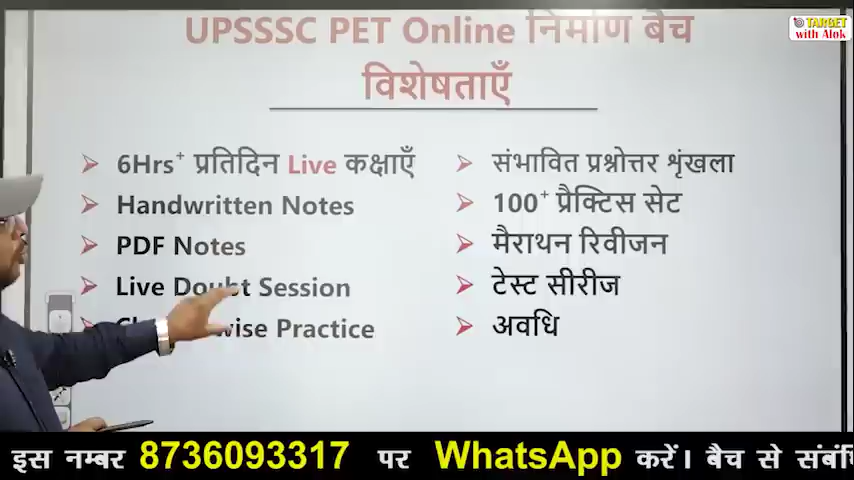 UPSSSC PET Online निर्माण बैच
विशेषताएँ
TARGET
with Alok
6Hrs+ प्रतिदिन Live कक्षाएँ
Handwritten Notes
PDF Notes
Live Doubt Session
wise Practice
संभावित प्रश्नोत्तर शृंखला
100+ प्रैक्टिस सेट
मैराथन रिवीजन
टेस्ट सीरीज
अवधि
इस नम्बर 8736093317 पर WhatsApp करें। बैच से